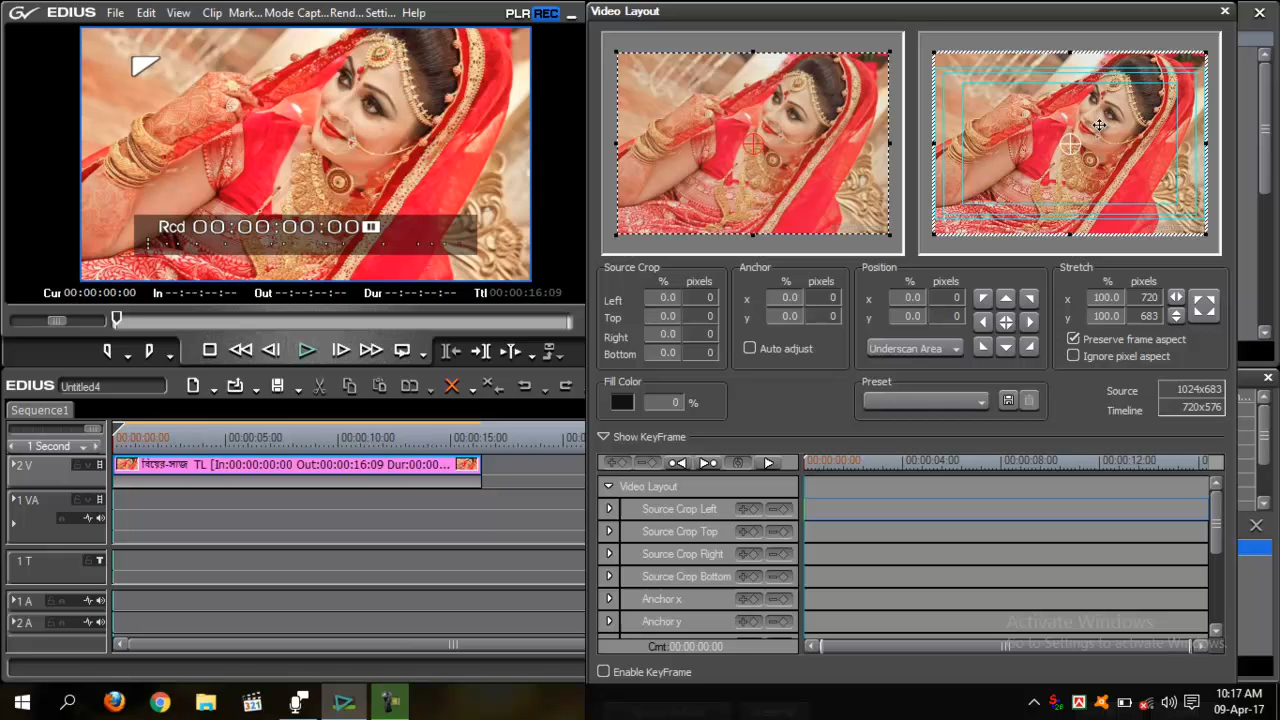 EDIUS File Edit View Clip Mark... Mode Capt... Rend... Setti... Help PLR REC
Rcd 00:00:00:00
Cur 00:00:00:00 In --:--:--:-- Out --:--:--:-- Dur --:--:--:-- Ttl 00:00:16:09
EDIUS Untitled4
Sequence1
1 Second 00:00:00:00 00:00:05:00 00:00:10:00 00:00:15:00 00:0
2 V বিয়ের-সাজ TL [In:00:00:00:00 Out:00:00:16:09 Dur:00:00...
1 VA
1 T T
1 A
2 A
Video Layout
Source Crop
% pixels
Left 0.0 0
Top 0.0 0
Right 0.0 0
Bottom 0.0 0
Anchor
% pixels
x 0.0 0
y 0.0 0
Auto adjust
Position
% pixels
x 0.0 0
y 0.0 0
Underscan Area
Stretch
% pixels
x 100.0 720
y 100.0 683
Preserve frame aspect
Ignore pixel aspect
Fill Color
0 %
Preset
Source 1024x683
Timeline 720x576
Show KeyFrame
00:00:00:00 00:00:04:00 00:00:08:00 00:00:12:00 0
Video Layout
Source Crop Left
Source Crop Top
Source Crop Right
Source Crop Bottom
Anchor x
Anchor y
Crnt: 00:00:00:00
Enable KeyFrame
Activate Windows
Go to Settings to activate Windows.
321
10:17 AM
09-Apr-17